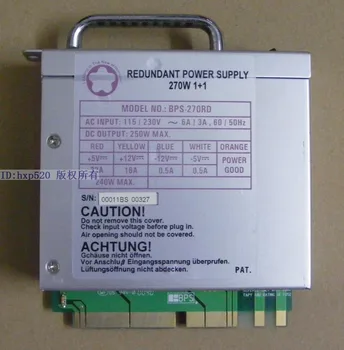 REDUNDANT POWER SUPPLY
270W 1+1
MODEL NO.: BPS-270RD
AC INPUT: 115 / 230V ~ 6A / 3A, 60 / 50Hz
DC OUTPUT: 250W MAX.
RED YELLOW BLUE WHITE ORANGE
+5V +12V -12V -5V POWER GOOD
22A 10A 0.5A 0.5A
240W MAX.
ID:hxp520 版权所有
S/N: 00011BS 00327
CAUTION!
Do not remove this cover.
Check input voltage before plug in.
Air opening should not be covered.
ACHTUNG!
Gehäuse nicht öffnen.
Vor Anschluß Eingangsspannung überprüfen.
Lüftungsöffnung nicht abdecken.
PAT.
BPS